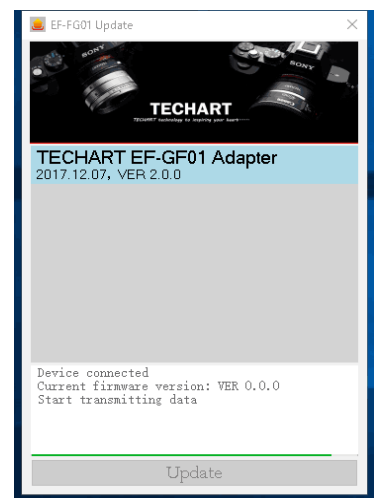 EF-FG01 Update
SONY
SONY
TECHART
TECHART technology to inspiring your heart
TECHART EF-GF01 Adapter
2017.12.07, VER 2.0.0
Device connected
Current firmware version: VER 0.0.0
Start transmitting data
Update